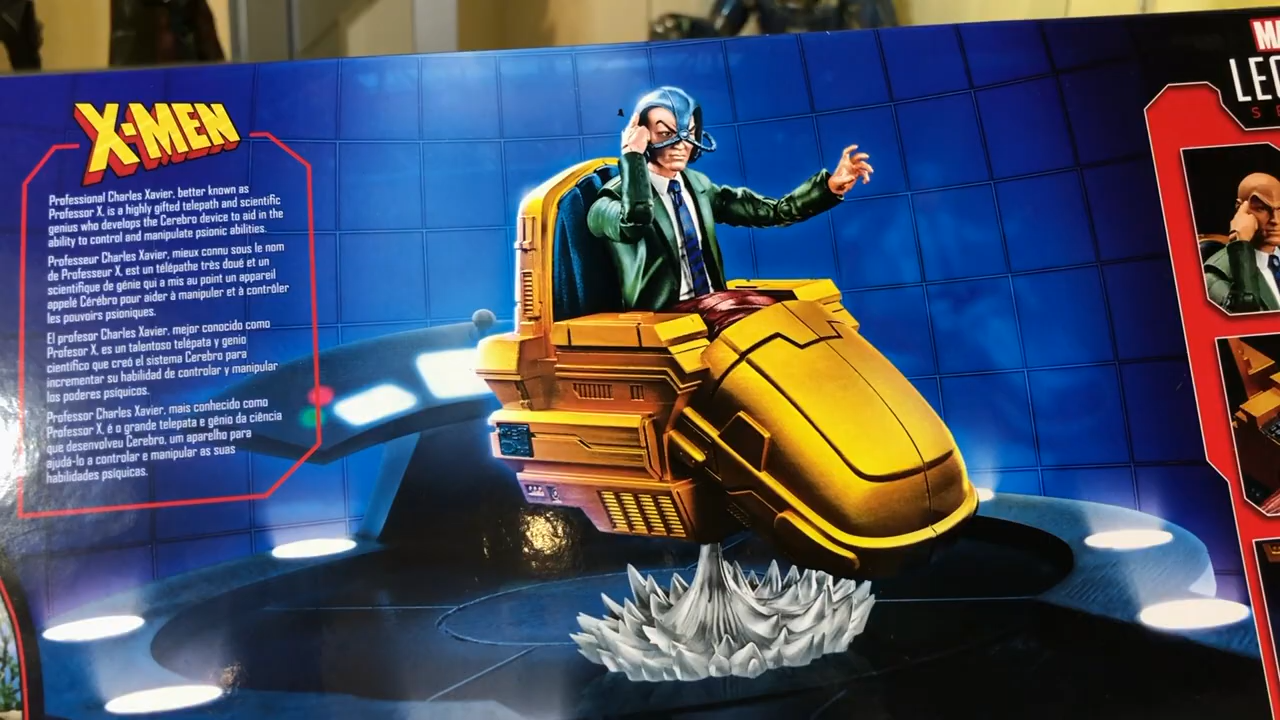 X-MEN
Professional Charles Xavier, better known as
Professor X, is a highly gifted telepath and scientific
genius who develops the Cerebro device to aid in the
ability to control and manipulate psionic abilities.
Professeur Charles Xavier, mieux connu sous le nom
de Professeur X, est un télépathe très doué et un
scientifique de génie qui a mis au point un appareil
appelé Cérébro pour aider à manipuler et à contrôler
les pouvoirs psioniques.
El profesor Charles Xavier, mejor conocido como
Profesor X, es un talentoso telépata y genio
científico que creó el sistema Cerebro para
incrementar su habilidad de controlar y manipular
los poderes psíquicos.
Professor Charles Xavier, mais conhecido como
Professor X, é o grande telepata e gênio da ciência
que desenvolveu Cerebro, um aparelho para
ajudá-lo a controlar e manipular as suas
habilidades psíquicas.